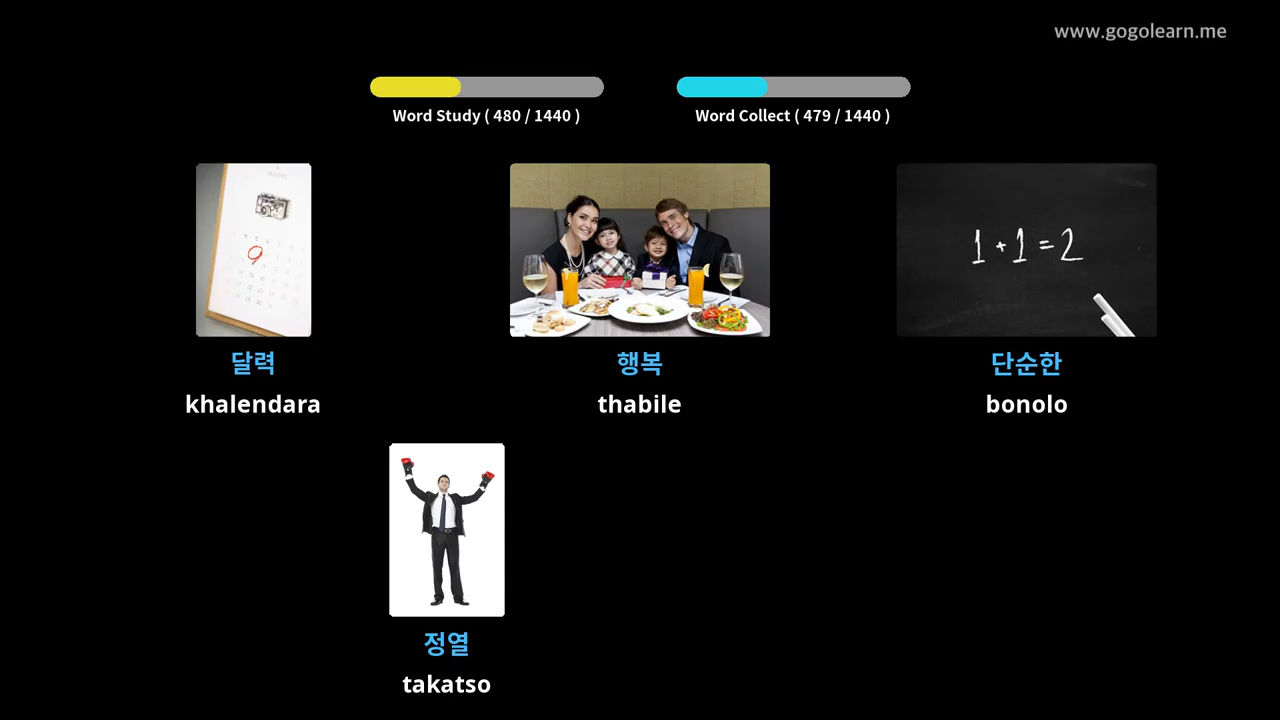 www.gogolearn.me
Word Study ( 480 / 1440 )
Word Collect ( 479 / 1440 )
달력
khalendara
행복
thabile
1 + 1 = 2
단순한
bonolo
정열
takatso